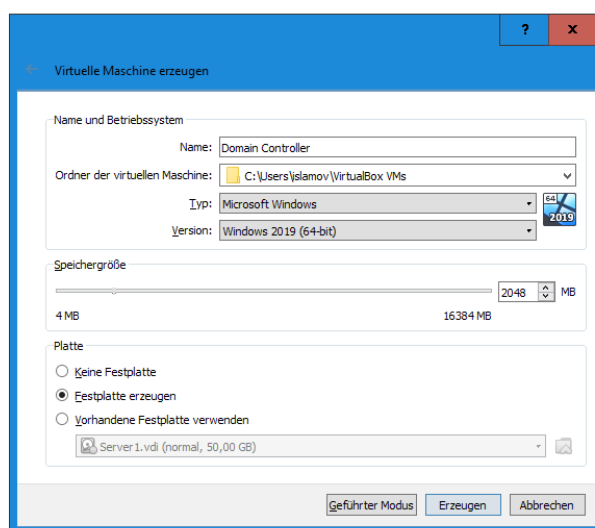 ? x
Virtuelle Maschine erzeugen
Name und Betriebssystem
Name: Domain Controller
Ordner der virtuellen Maschine: C:\Users\islamov\VirtualBox VMs
Typ: Microsoft Windows
64
2019
Version: Windows 2019 (64-bit)
Speichergröße
2048 MB
4 MB 16384 MB
Platte
Keine Festplatte
Festplatte erzeugen
Vorhandene Festplatte verwenden
Server1.vdi (normal, 50,00 GB)
Geführter Modus Erzeugen Abbrechen